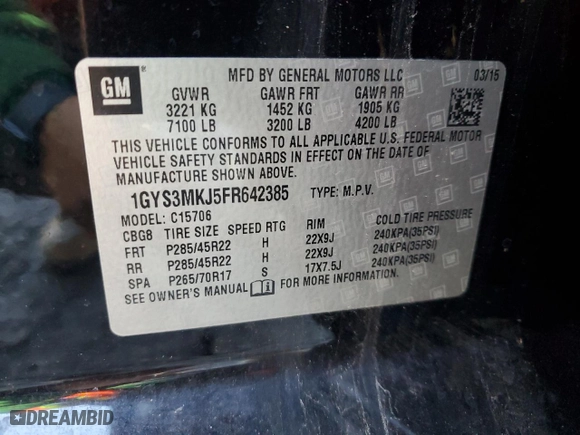 GM
MFD BY GENERAL MOTORS LLC 03/15
GVWR GAWR FRT GAWR RR
3221 KG 1452 KG 1905 KG
7100 LB 3200 LB 4200 LB
THIS VEHICLE CONFORMS TO ALL APPLICABLE U.S. FEDERAL MOTOR
VEHICLE SAFETY STANDARDS IN EFFECT ON THE DATE OF
MANUFACTURE SHOWN ABOVE.
1GYS3MKJ5FR642385 TYPE: M.P.V.
MODEL: C15706
CBG8 TIRE SIZE SPEED RTG RIM COLD TIRE PRESSURE
FRT P285/45R22 H 22X9J 240KPA(35PSI)
RR P285/45R22 H 22X9J 240KPA(35PSI)
SPA P265/70R17 S 17X7.5J 240KPA(35PSI)
SEE OWNER'S MANUAL FOR MORE INFORMATION.
DREAMBID